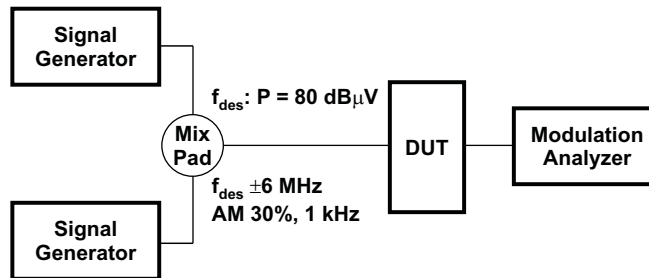 Signal
Generator
f_des: P = 80 dBμV
Mix
Pad
DUT
Modulation
Analyzer
f_des ±6 MHz
AM 30%, 1 kHz
Signal
Generator